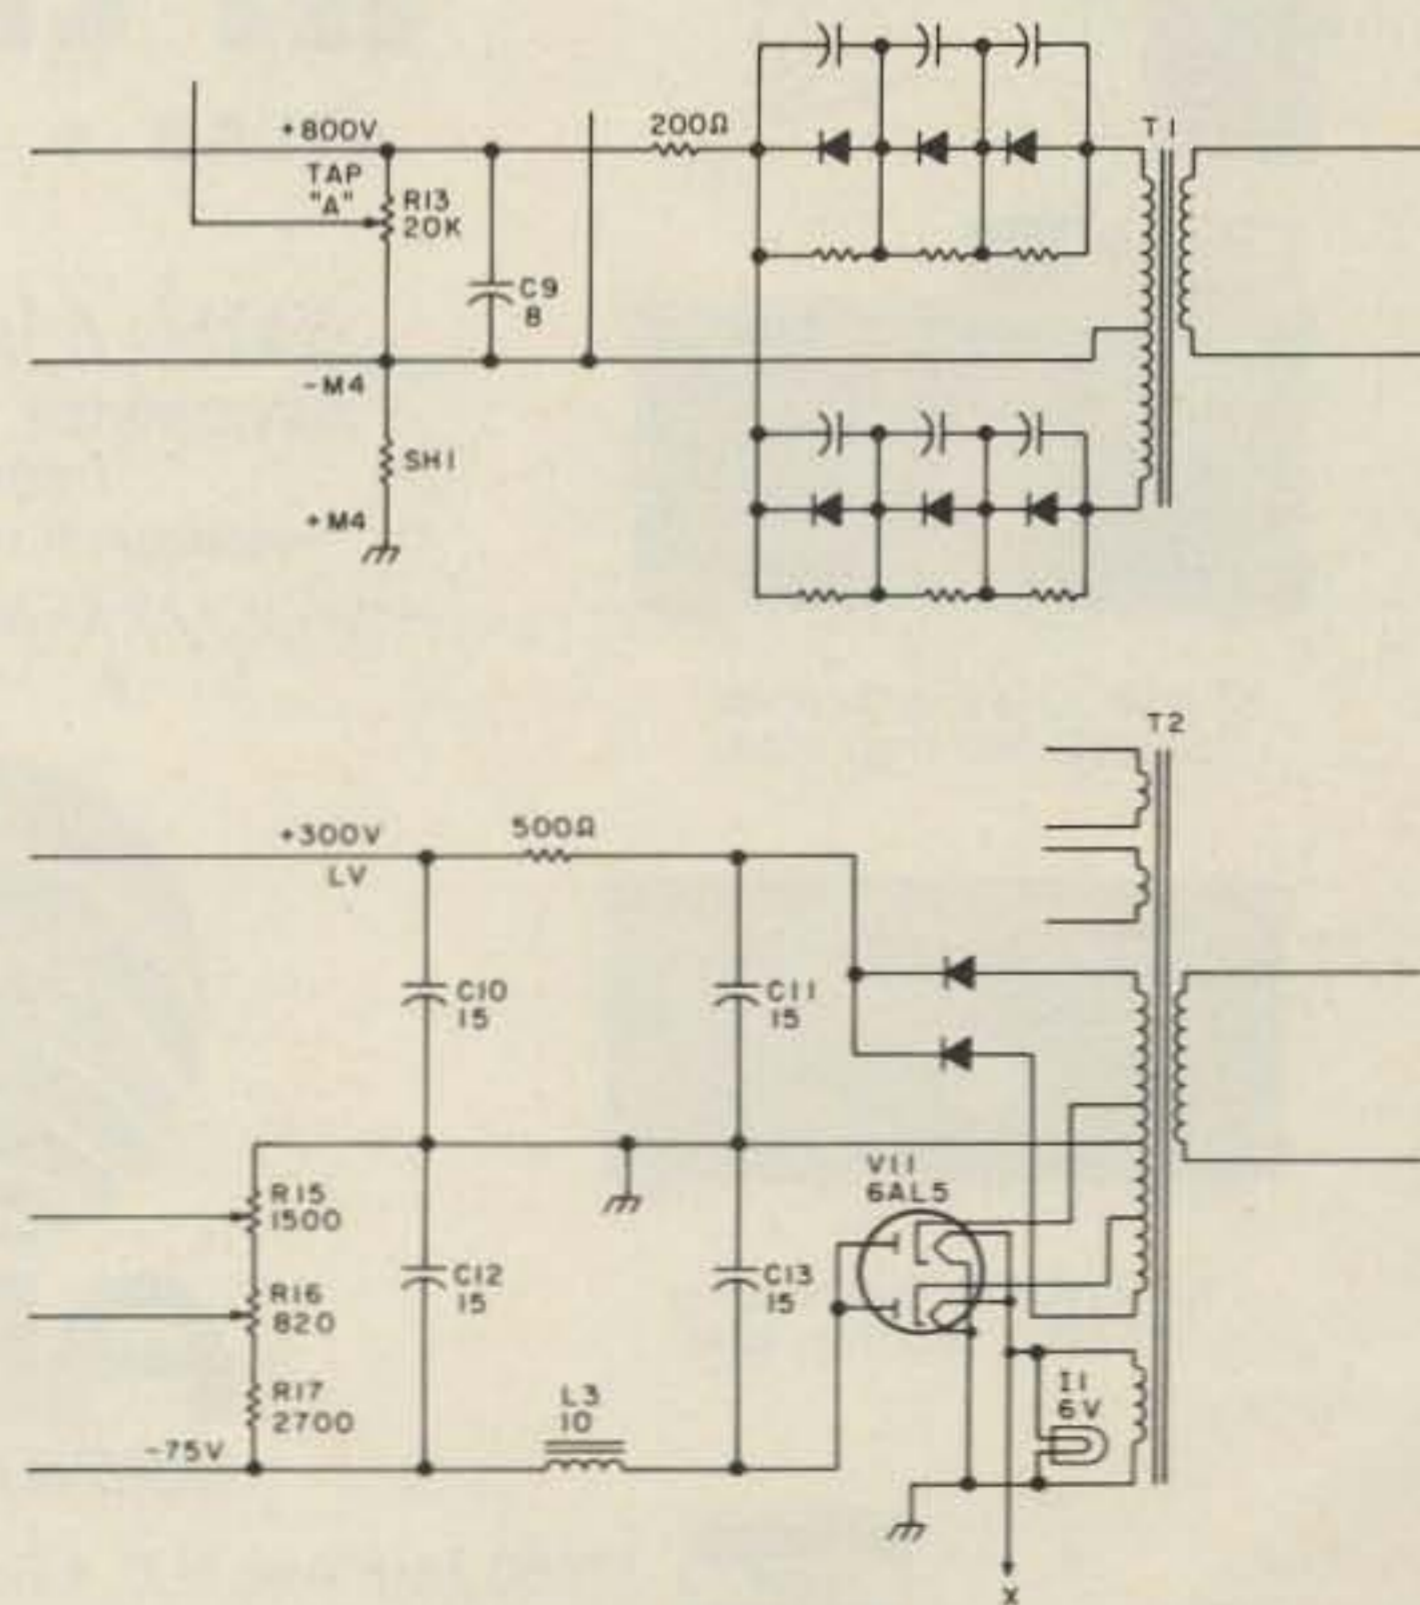 +800V
200Ω
T1
TAP
"A"
R13
20K
C9
8
-M4
SH1
+M4
T2
+300V
LV
500Ω
C10
15
C11
15
V11
6AL5
R15
1500
R16
820
R17
2700
C12
15
C13
15
L3
10
I1
6V
-75V
X